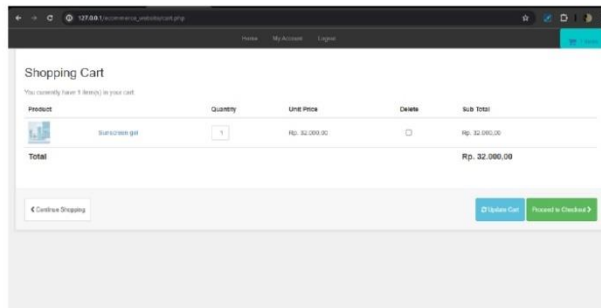 127.0.0.1/ecommerce_website/cart.php
Home My Account Logout
Shopping Cart
You currently have 1 item(s) in your cart
Product Quantity Unit Price Delete Sub Total
Sunscreen gel 1 Rp. 32.000,00 Rp. 32.000,00
Total Rp. 32.000,00
Continue Shopping Update Cart Proceed to Checkout